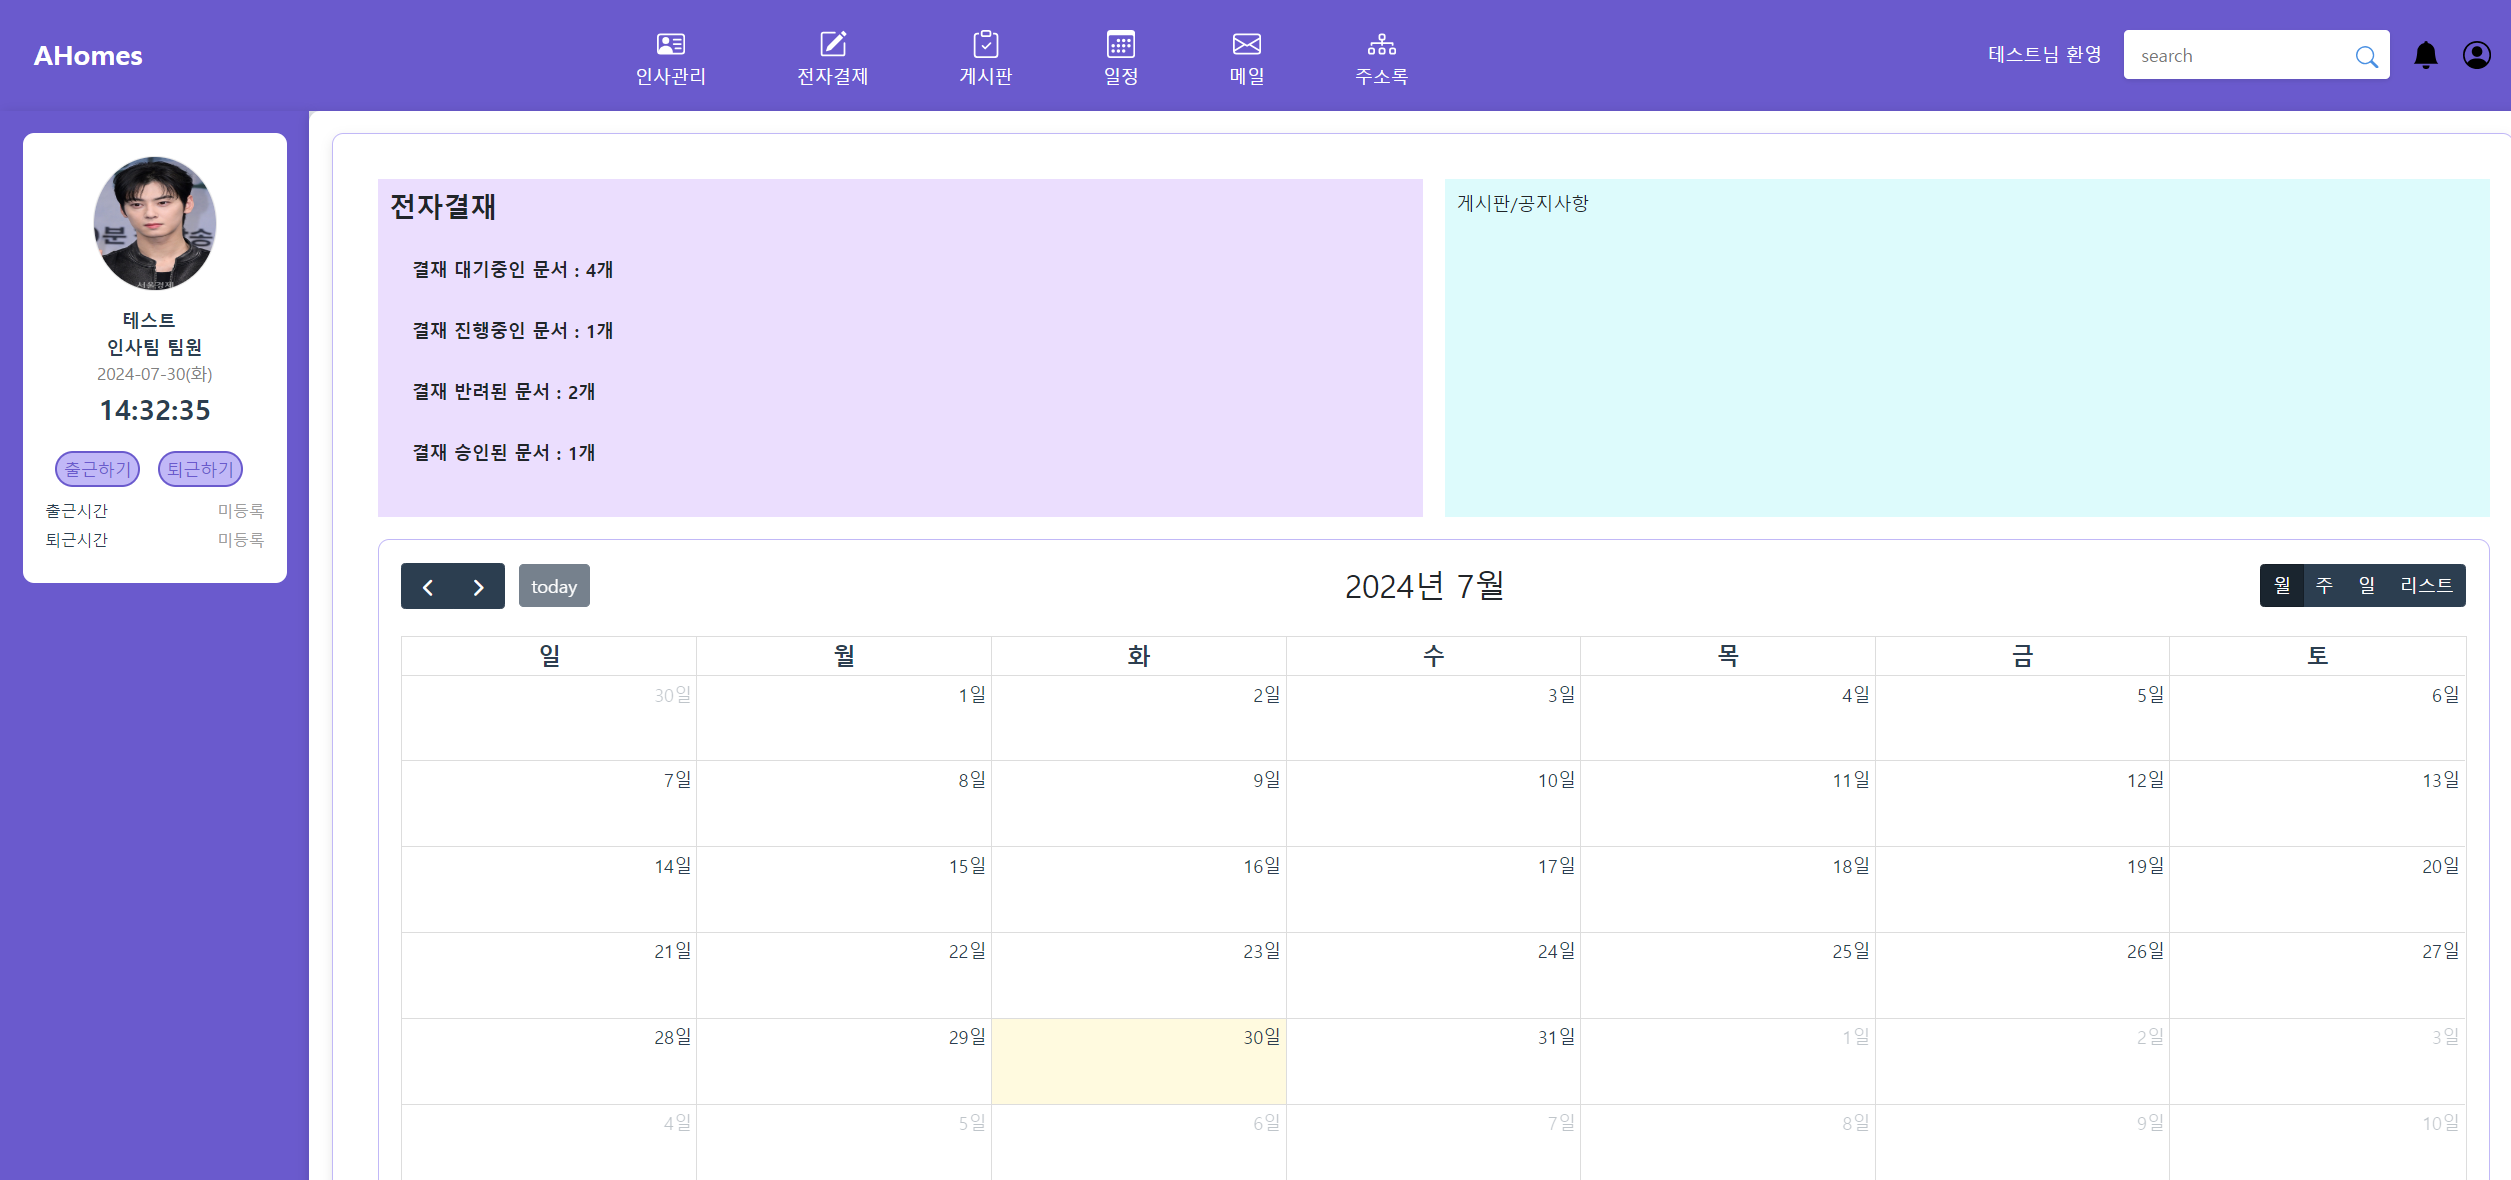 AHomes
인사관리
전자결제
게시판
일정
메일
주소록
테스트님 환영
search
테스트
인사팀 팀원
2024-07-30(화)
14:32:35
출근하기 퇴근하기
출근시간 미등록
퇴근시간 미등록
전자결재
결재 대기중인 문서 : 4개
결재 진행중인 문서 : 1개
결재 반려된 문서 : 2개
결재 승인된 문서 : 1개
게시판/공지사항
today
2024년 7월
월 주 일 리스트
일 월 화 수 목 금 토
30일 1일 2일 3일 4일 5일 6일
7일 8일 9일 10일 11일 12일 13일
14일 15일 16일 17일 18일 19일 20일
21일 22일 23일 24일 25일 26일 27일
28일 29일 30일 31일 1일 2일 3일
4일 5일 6일 7일 8일 9일 10일